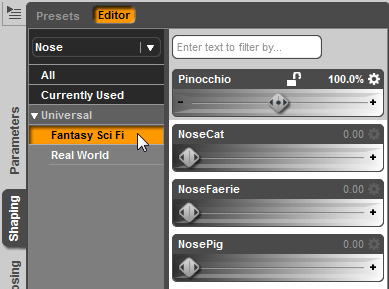 Presets Editor
Nose
Enter text to filter by...
All
Currently Used
Universal
Fantasy Sci Fi
Real World
Pinocchio 100.0%
- +
NoseCat 0.00
+
NoseFaerie 0.00
+
NosePig 0.00
+
Parameters
Shaping
osing